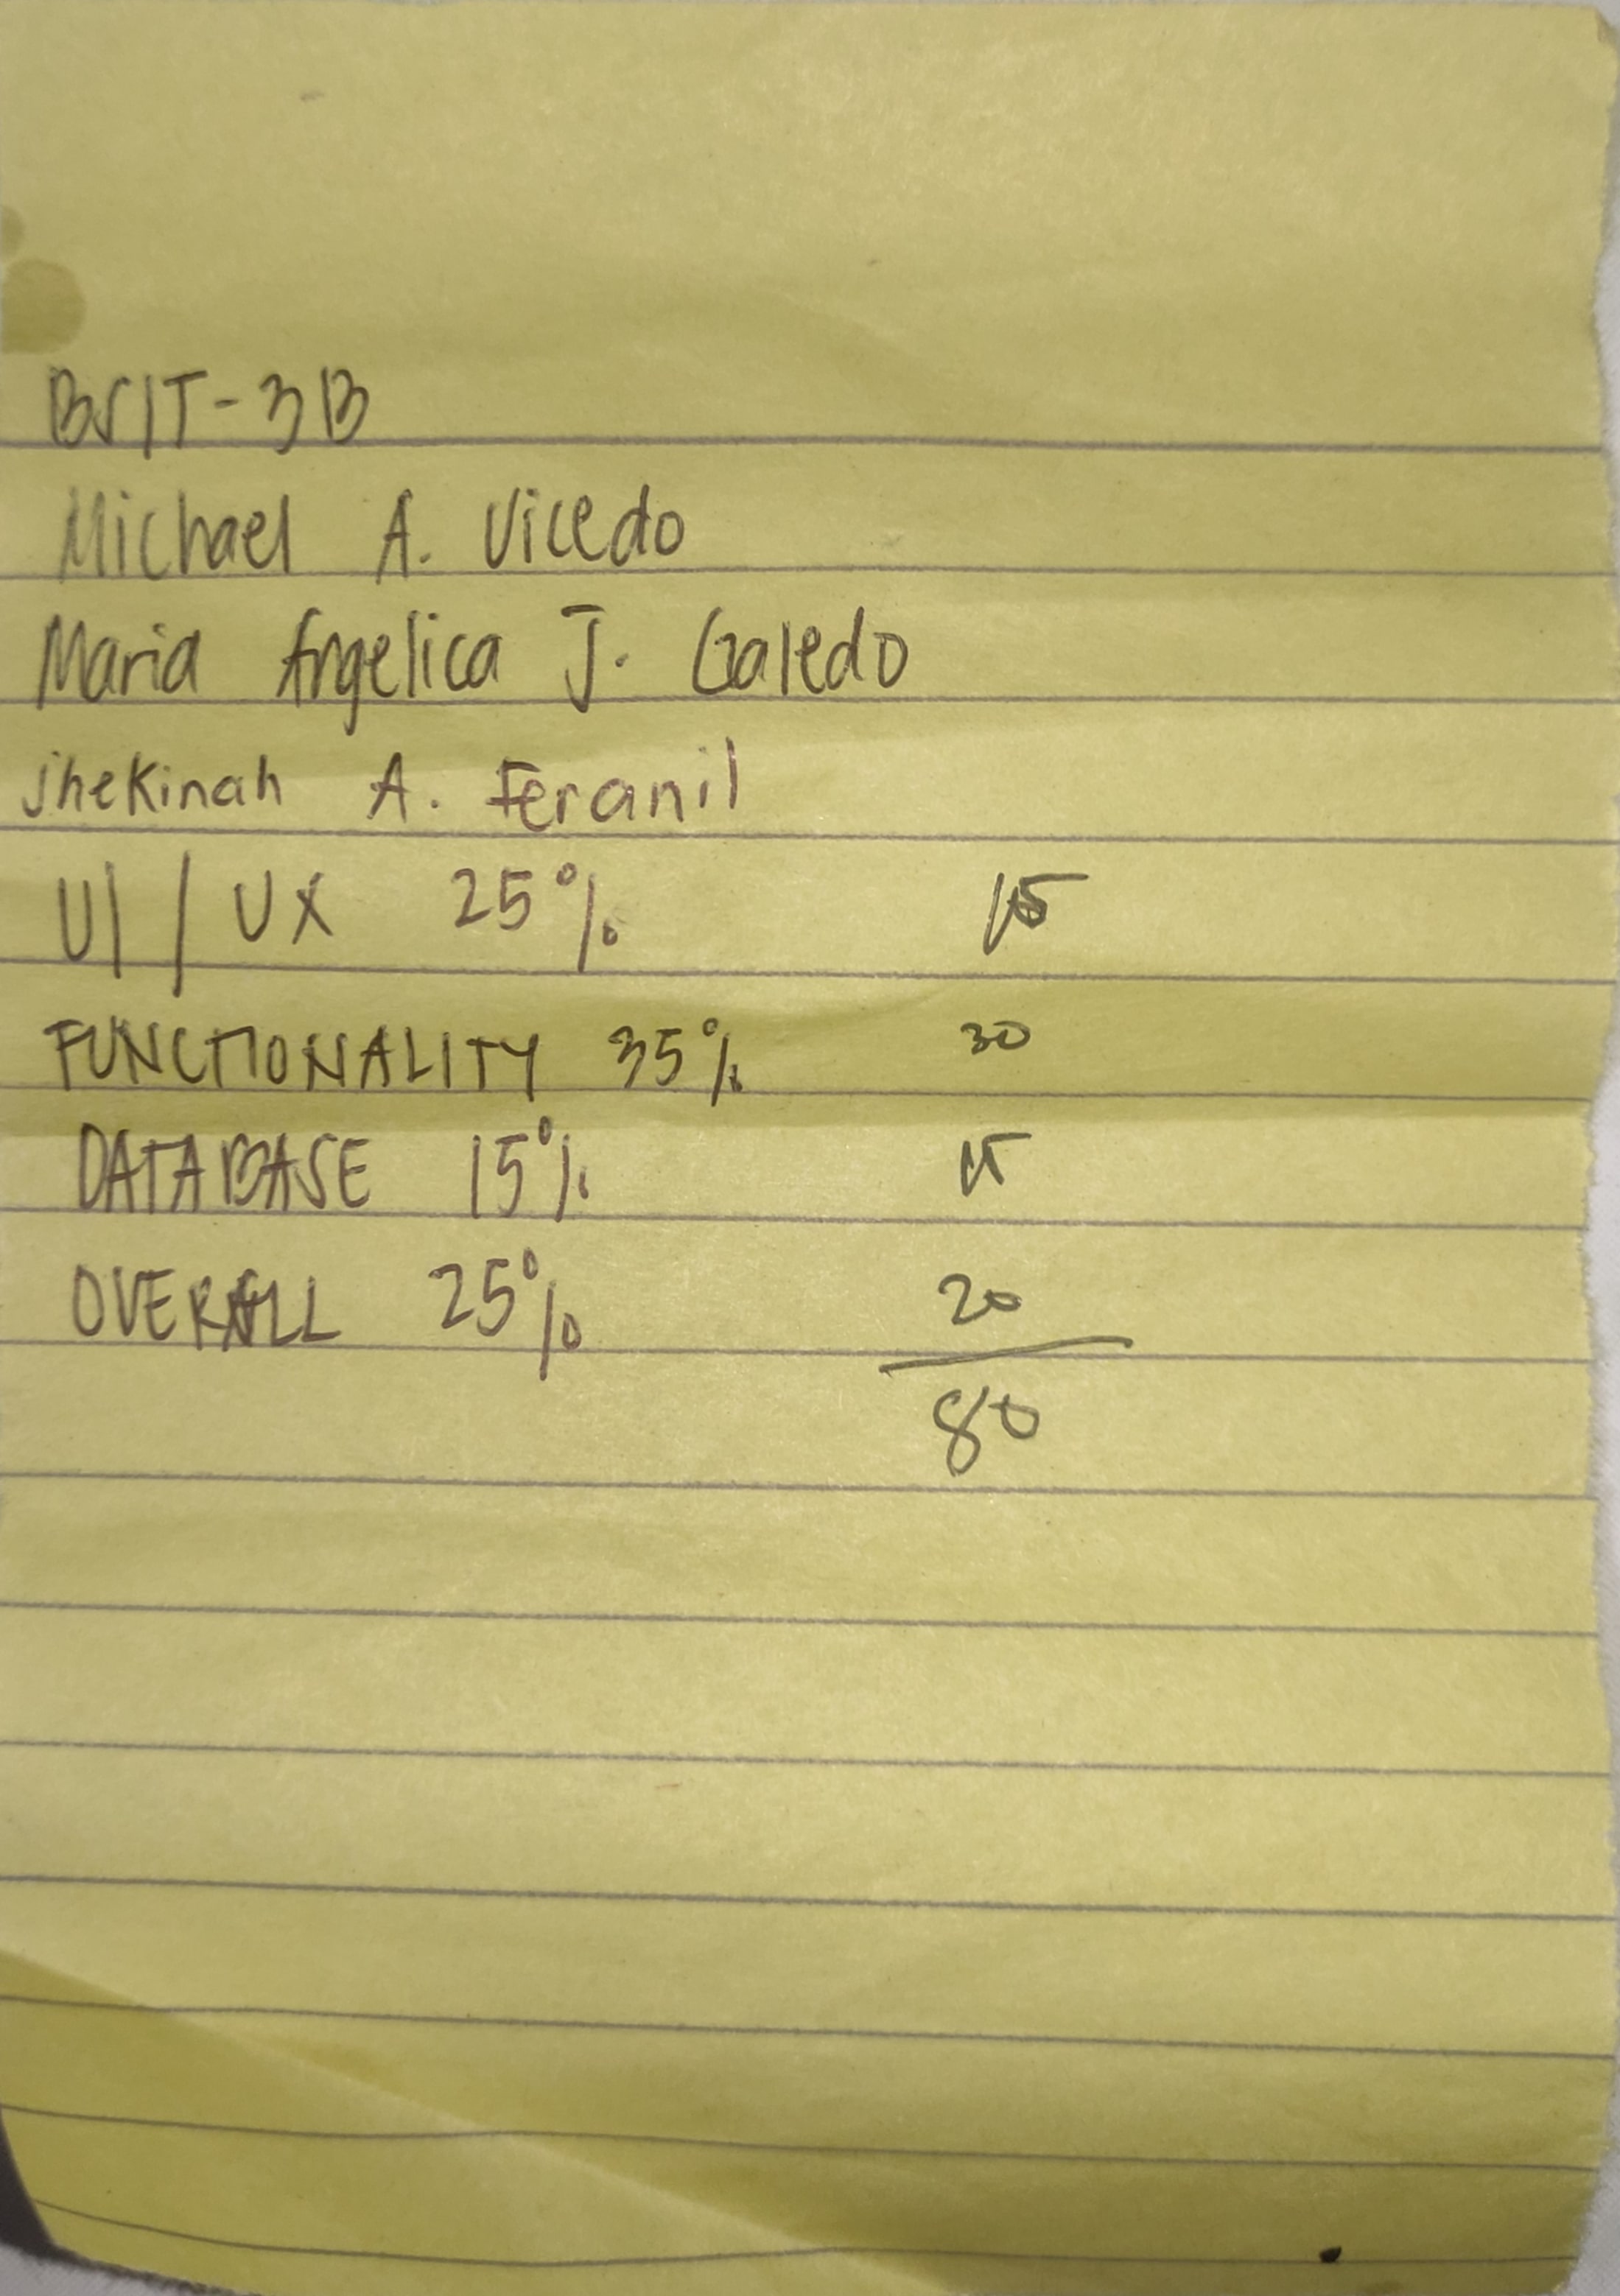 BSIT-3B
Michael A. Vicedo
Maria Angelica J. Galedo
Jhekinah A. Feranil
UI / UX 25% 15
FUNCTIONALITY 35% 30
DATABASE 15% 15
OVERALL 25% 20
80